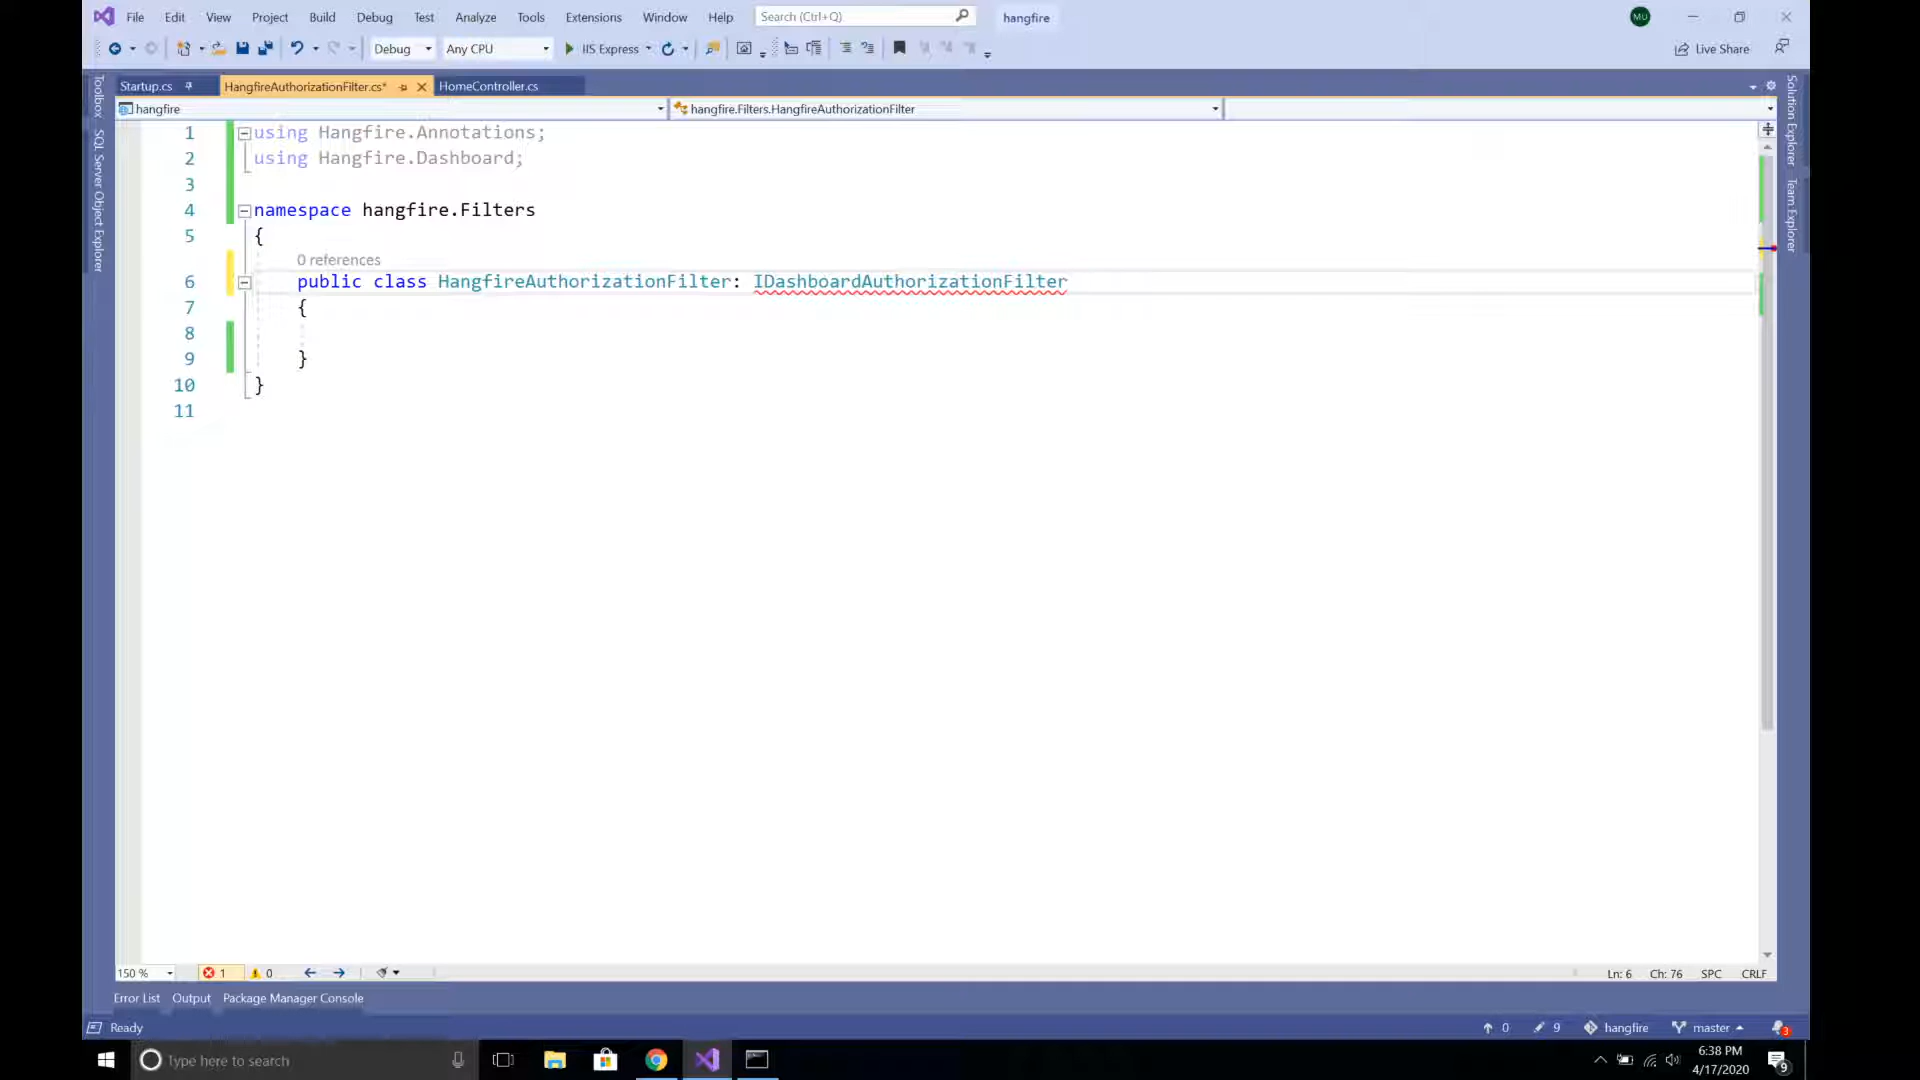 File Edit View Project Build Debug Test Analyze Tools Extensions Window Help Search (Ctrl+Q) hangfire MU
Debug Any CPU IIS Express Live Share
Startup.cs HangfireAuthorizationFilter.cs* HomeController.cs
hangfire hangfire.Filters.HangfireAuthorizationFilter
Toolbox
SQL Server Object Explorer
Solution Explorer
Team Explorer
1 using Hangfire.Annotations;
2 using Hangfire.Dashboard;
3
4 namespace hangfire.Filters
5 {
0 references
6 public class HangfireAuthorizationFilter: IDashboardAuthorizationFilter
7 {
8
9 }
10 }
11
150 % 1 0 Ln: 6 Ch: 76 SPC CRLF
Error List Output Package Manager Console
Ready 0 9 hangfire master 3
Type here to search 6:38 PM
4/17/2020 9